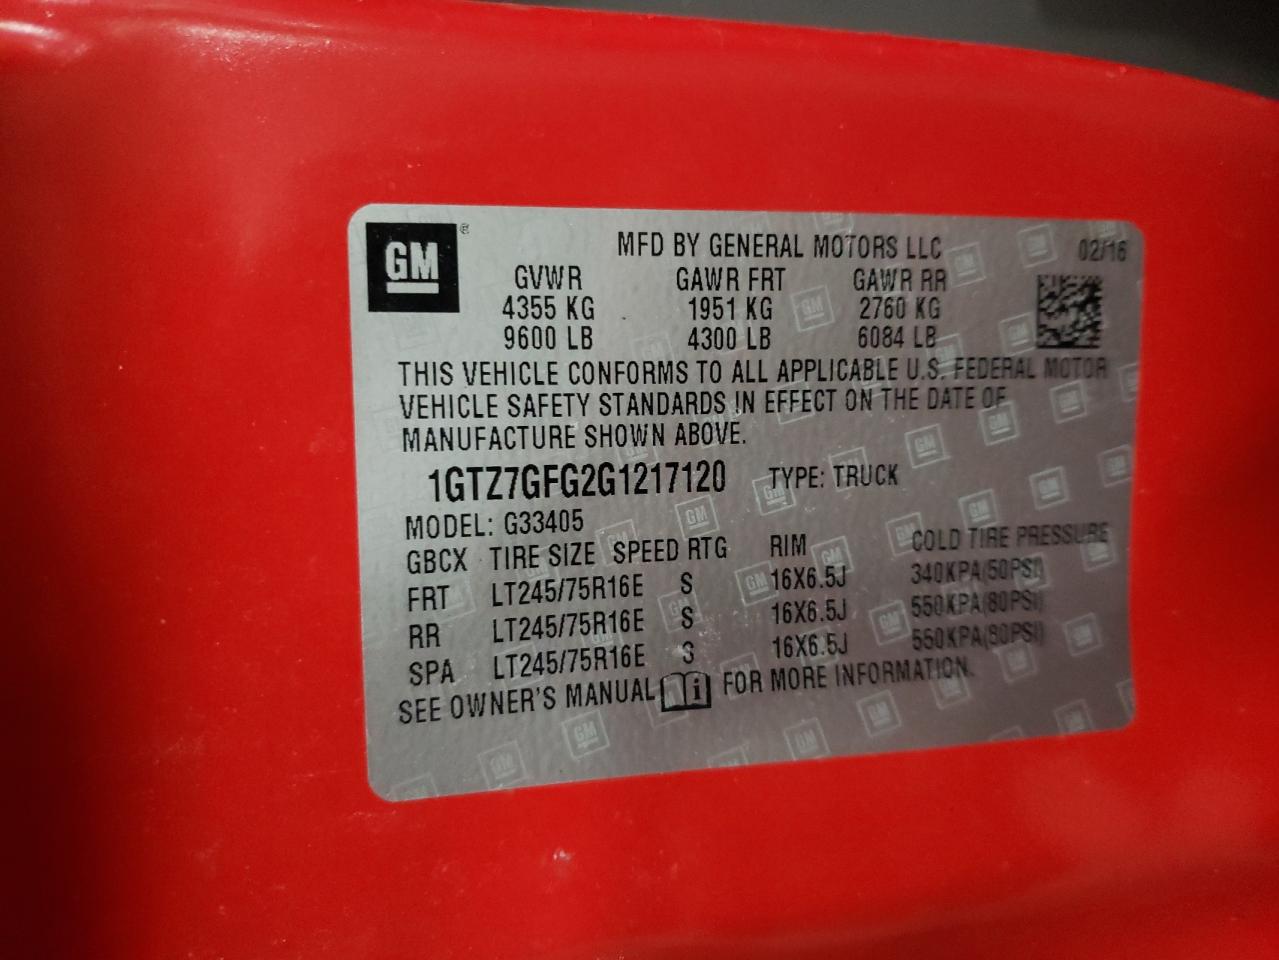 GM ®
MFD BY GENERAL MOTORS LLC 02/16
GVWR GAWR FRT GAWR RR
4355 KG 1951 KG 2760 KG
9600 LB 4300 LB 6084 LB
THIS VEHICLE CONFORMS TO ALL APPLICABLE U.S. FEDERAL MOTOR
VEHICLE SAFETY STANDARDS IN EFFECT ON THE DATE OF
MANUFACTURE SHOWN ABOVE.
1GTZ7GFG2G1217120 TYPE: TRUCK
MODEL: G33405
GBCX TIRE SIZE SPEED RTG RIM COLD TIRE PRESSURE
FRT LT245/75R16E S 16X6.5J 340KPA(50PSI)
RR LT245/75R16E S 16X6.5J 550KPA(80PSI)
SPA LT245/75R16E S 16X6.5J 550KPA(80PSI)
SEE OWNER'S MANUAL i FOR MORE INFORMATION.